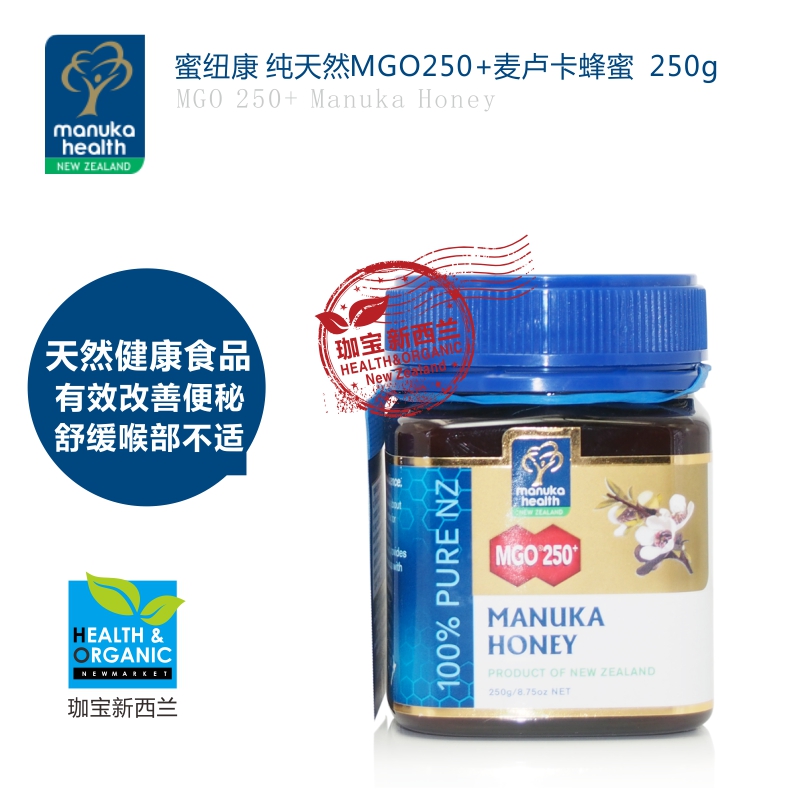 manuka
health
NEW ZEALAND
蜜纽康 纯天然MGO250+麦卢卡蜂蜜 250g
MGO 250+ Manuka Honey
珈宝新西兰
HEALTH&ORGANIC
New Zealand
天然健康食品
有效改善便秘
舒缓喉部不适
manuka
health
NEW ZEALAND
100% PURE NZ
MGO™250+
MANUKA
HONEY
PRODUCT OF NEW ZEALAND
250g/8.75oz NET
HEALTH &
ORGANIC
NEWMARKET
珈宝新西兰